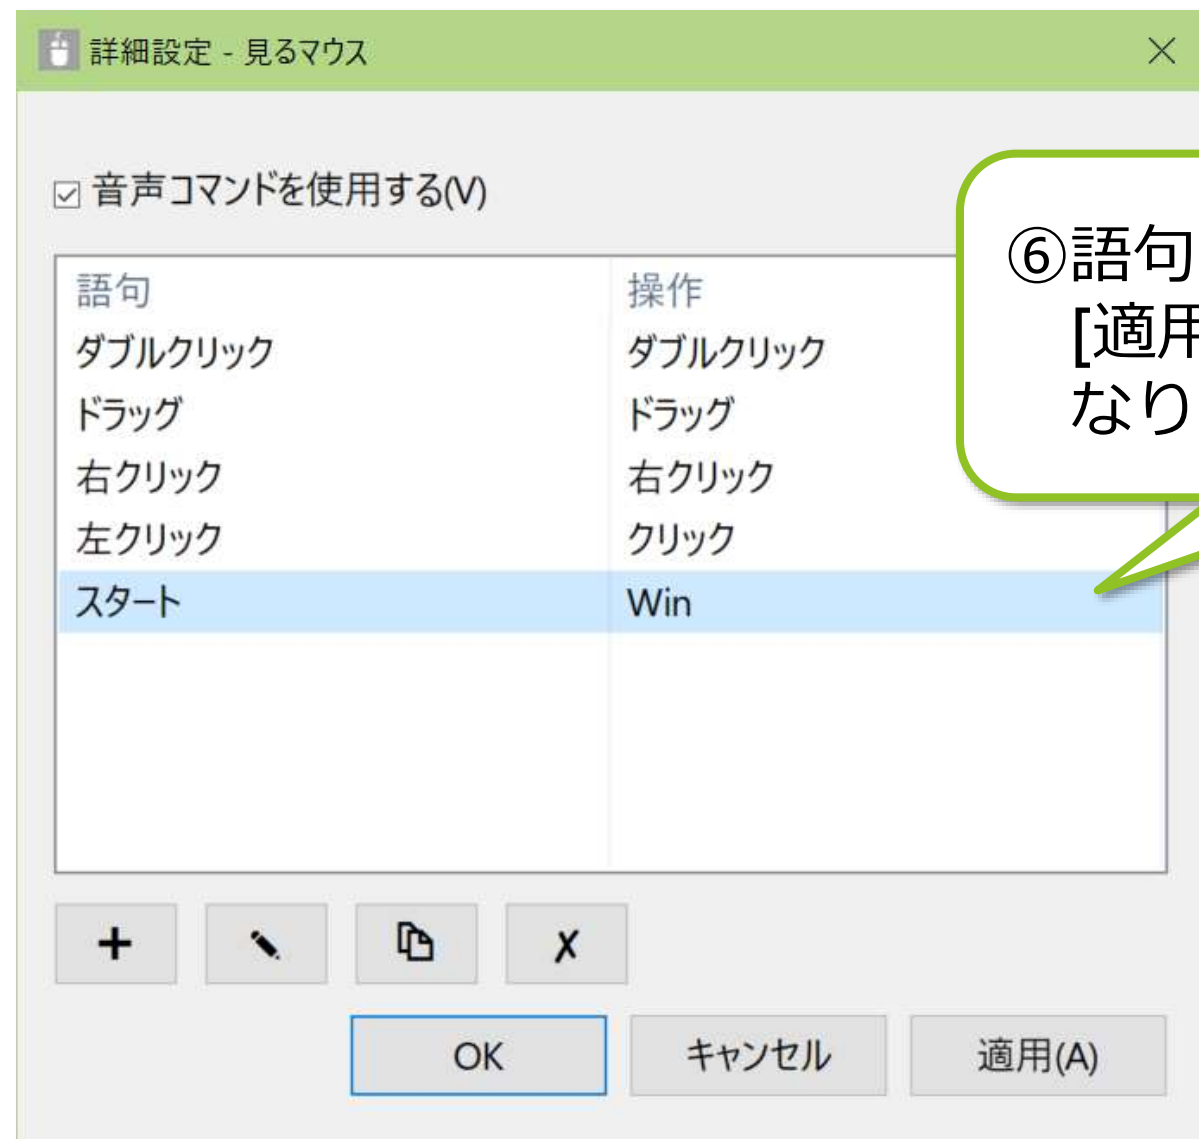 詳細設定 - 見るマウス
音声コマンドを使用する(V)
語句 操作
ダブルクリック ダブルクリック
ドラッグ ドラッグ
右クリック 右クリック
左クリック クリック
スタート Win
⑥語句
[適用
なり
OK キャンセル 適用(A)